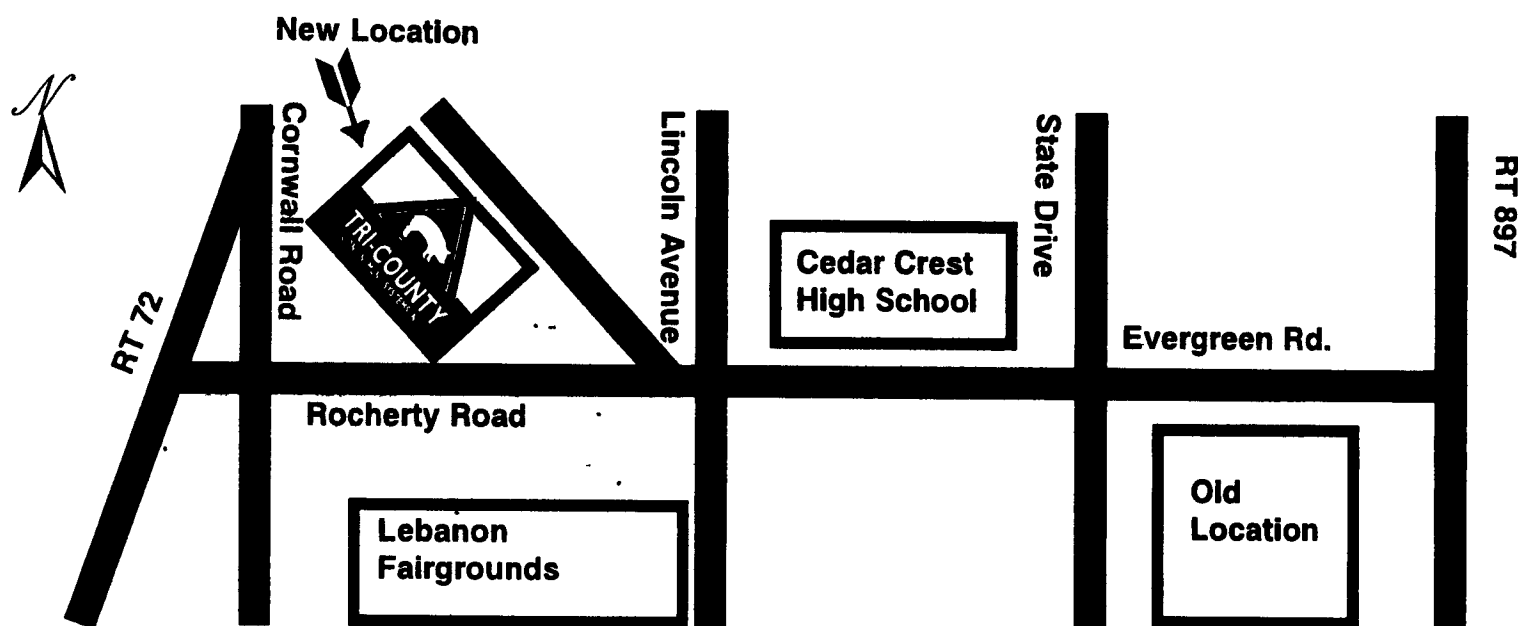 New Location
N
Cornwall Road
TRI-COUNTY
Lincoln Avenue
State Drive
RT 897
Cedar Crest
High School
Evergreen Rd.
RT 72
Rocherty Road
Lebanon
Fairgrounds
Old
Location